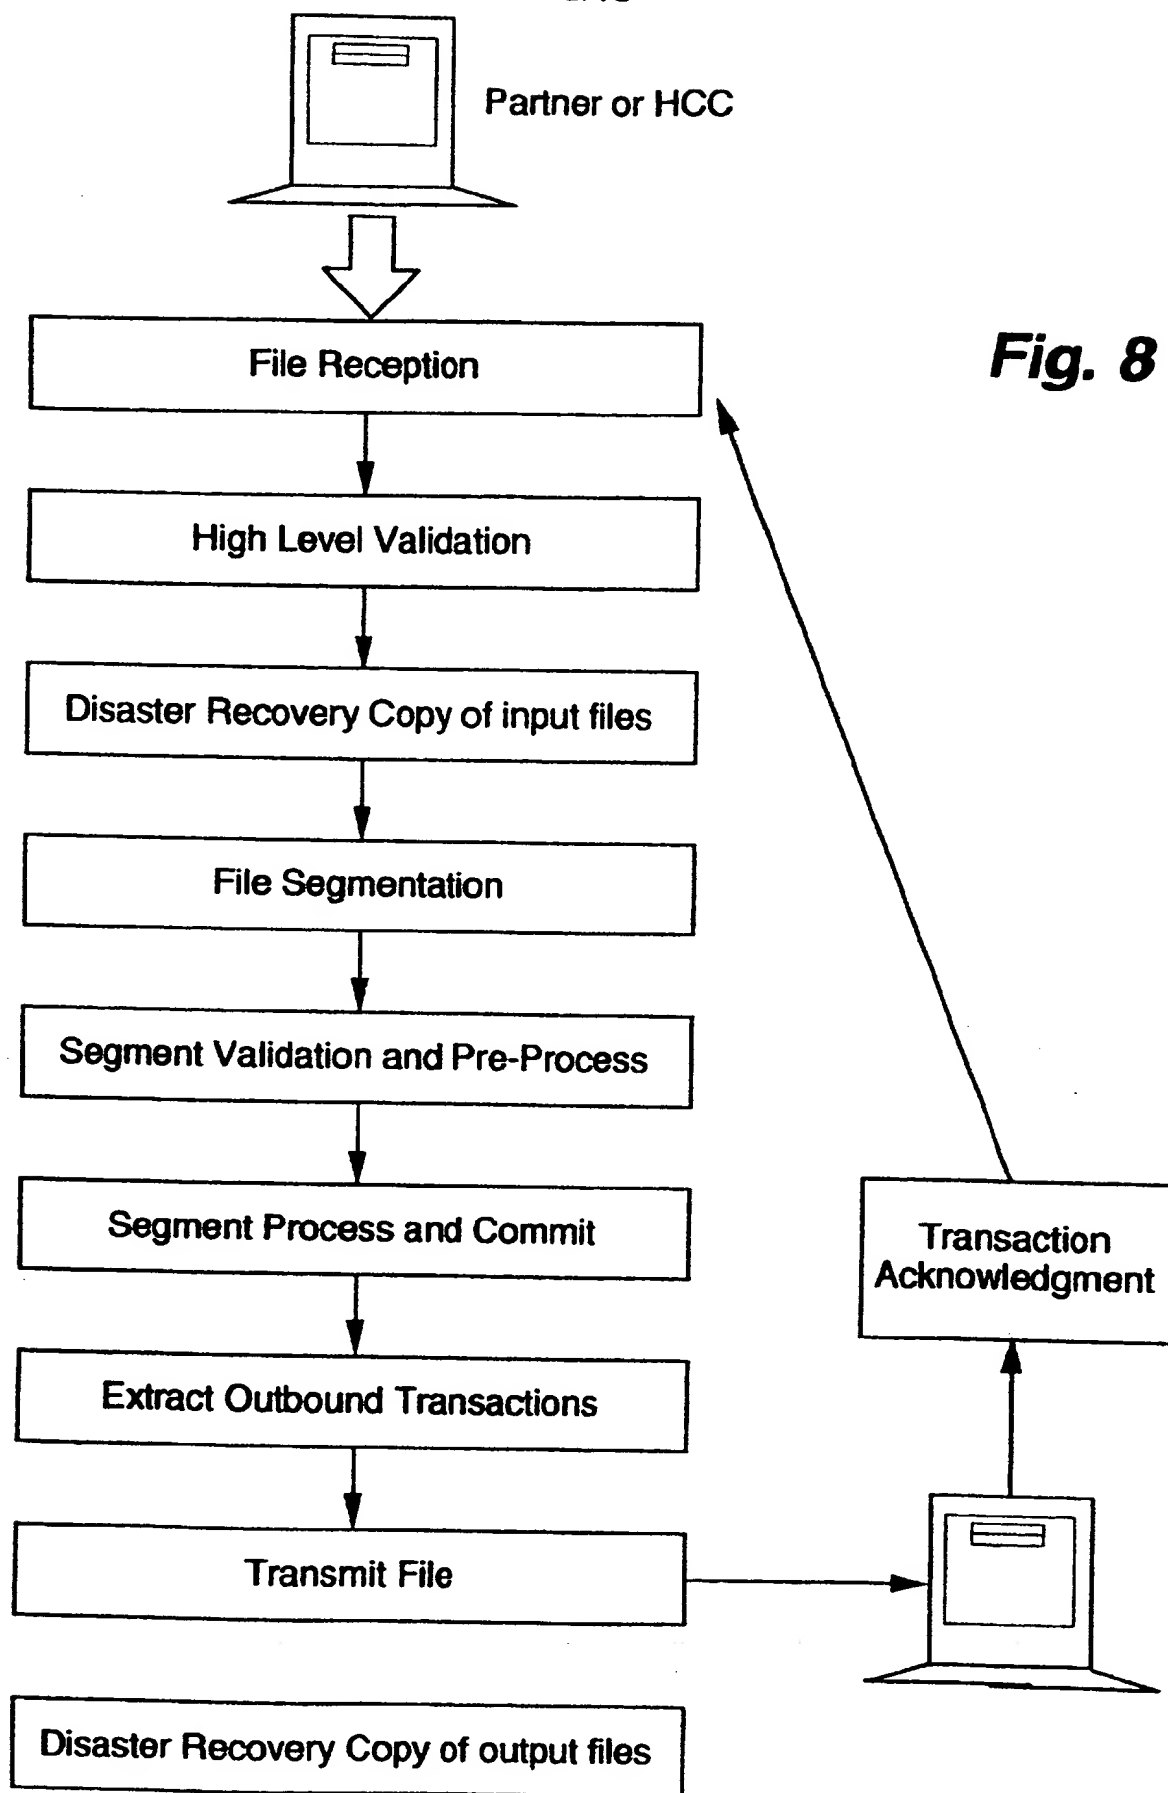 Partner or HCC
File Reception
Fig. 8
High Level Validation
Disaster Recovery Copy of input files
File Segmentation
Segment Validation and Pre-Process
Segment Process and Commit
Transaction
Acknowledgment
Extract Outbound Transactions
Transmit File
Disaster Recovery Copy of output files